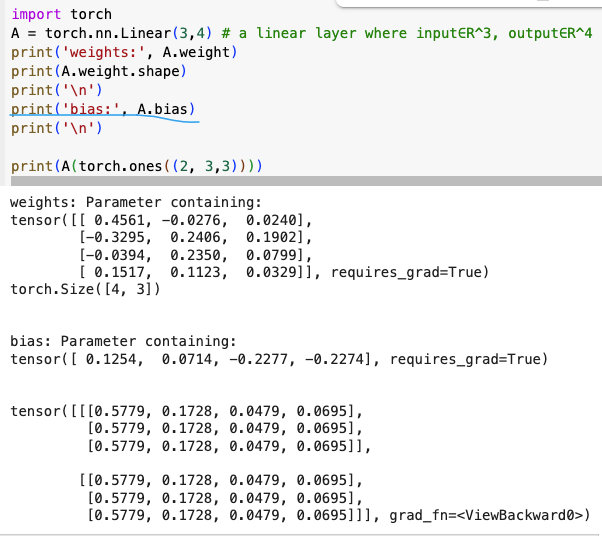 import torch
A = torch.nn.Linear(3,4) # a linear layer where input∈R^3, output∈R^4
print('weights:', A.weight)
print(A.weight.shape)
print('\n')
print('bias:', A.bias)
print('\n')
print(A(torch.ones((2, 3,3))))
weights: Parameter containing:
tensor([[ 0.4561, -0.0276,  0.0240],
        [-0.3295,  0.2406,  0.1902],
        [-0.0394,  0.2350,  0.0799],
        [ 0.1517,  0.1123,  0.0329]], requires_grad=True)
torch.Size([4, 3])
bias: Parameter containing:
tensor([ 0.1254,  0.0714, -0.2277, -0.2274], requires_grad=True)
tensor([[[0.5779, 0.1728, 0.0479, 0.0695],
         [0.5779, 0.1728, 0.0479, 0.0695],
         [0.5779, 0.1728, 0.0479, 0.0695]],
        [[0.5779, 0.1728, 0.0479, 0.0695],
         [0.5779, 0.1728, 0.0479, 0.0695],
         [0.5779, 0.1728, 0.0479, 0.0695]]], grad_fn=<ViewBackward0>)